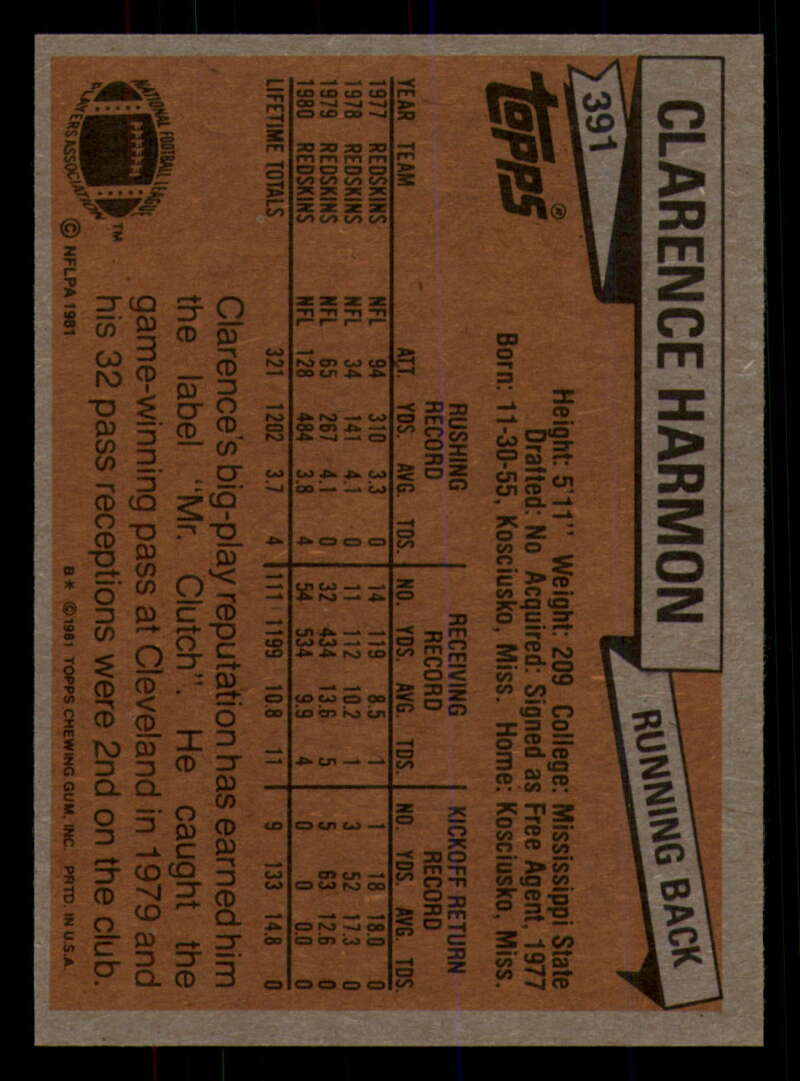 CLARENCE HARMON
RUNNING BACK
391
TOPPS®
Height: 5'11" Weight: 209 College: Mississippi State
Drafted: No Acquired: Signed as Free Agent, 1977
Born: 11-30-55, Kosciusko, Miss. Home: Kosciusko, Miss.
RUSHING RECORD RECEIVING RECORD KICKOFF RETURN RECORD
YEAR TEAM ATT. YDS. AVG. TDS. NO. YDS. AVG. TDS. NO. YDS. AVG. TDS.
1977 REDSKINS NFL 94 310 3.3 0 14 119 8.5 1 1 18 18.0 0
1978 REDSKINS NFL 34 141 4.1 0 11 112 10.2 1 3 52 17.3 0
1979 REDSKINS NFL 65 267 4.1 0 32 434 13.6 5 5 63 12.6 0
1980 REDSKINS NFL 128 484 3.8 4 54 534 9.9 4 0 0 0.0 0
LIFETIME TOTALS 321 1202 3.7 4 111 1199 10.8 11 9 133 14.8 0
Clarence's big-play reputation has earned him
the label "Mr. Clutch". He caught the
game-winning pass at Cleveland in 1979 and
his 32 pass receptions were 2nd on the club.
NATIONAL FOOTBALL LEAGUE
PLAYERS ASSOCIATION
TM
© NFLPA 1981
B* ©1981 TOPPS CHEWING GUM, INC. PRTD. IN U.S.A.